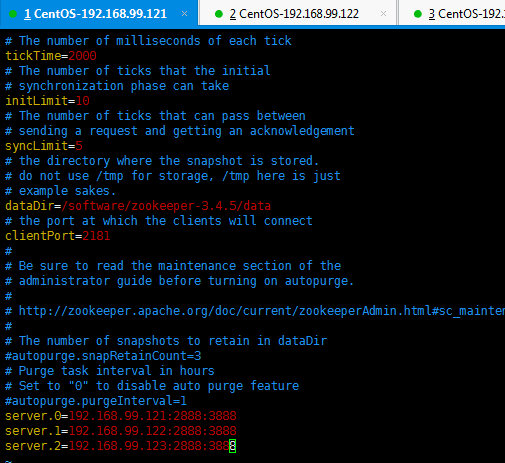 1 CentOS-192.168.99.121 × 2 CentOS-192.168.99.122 × 3 CentOS-192.
# The number of milliseconds of each tick
tickTime=2000
# The number of ticks that the initial
# synchronization phase can take
initLimit=10
# The number of ticks that can pass between
# sending a request and getting an acknowledgement
syncLimit=5
# the directory where the snapshot is stored.
# do not use /tmp for storage, /tmp here is just
# example sakes.
dataDir=/software/zookeeper-3.4.5/data
# the port at which the clients will connect
clientPort=2181
#
# Be sure to read the maintenance section of the
# administrator guide before turning on autopurge.
#
# http://zookeeper.apache.org/doc/current/zookeeperAdmin.html#sc_mainten
#
# The number of snapshots to retain in dataDir
#autopurge.snapRetainCount=3
# Purge task interval in hours
# Set to "0" to disable auto purge feature
#autopurge.purgeInterval=1
server.0=192.168.99.121:2888:3888
server.1=192.168.99.122:2888:3888
server.2=192.168.99.123:2888:3888
~